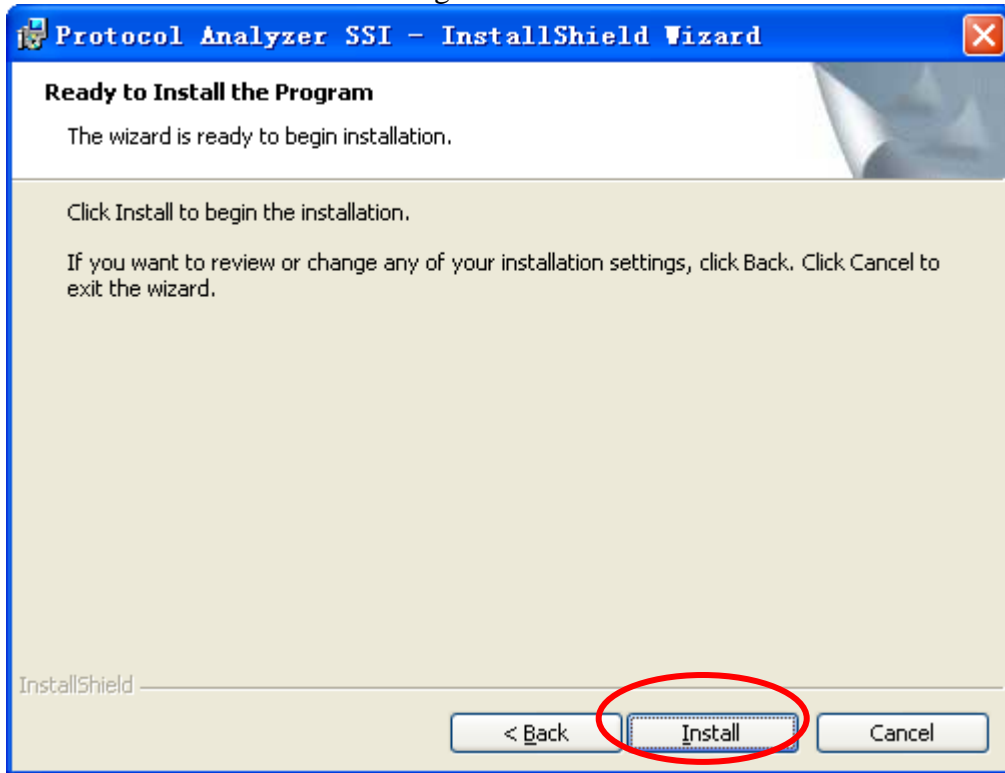 Protocol Analyzer SSI - InstallShield Wizard
Ready to Install the Program
The wizard is ready to begin installation.
Click Install to begin the installation.
If you want to review or change any of your installation settings, click Back. Click Cancel to
exit the wizard.
InstallShield
< Back Install Cancel